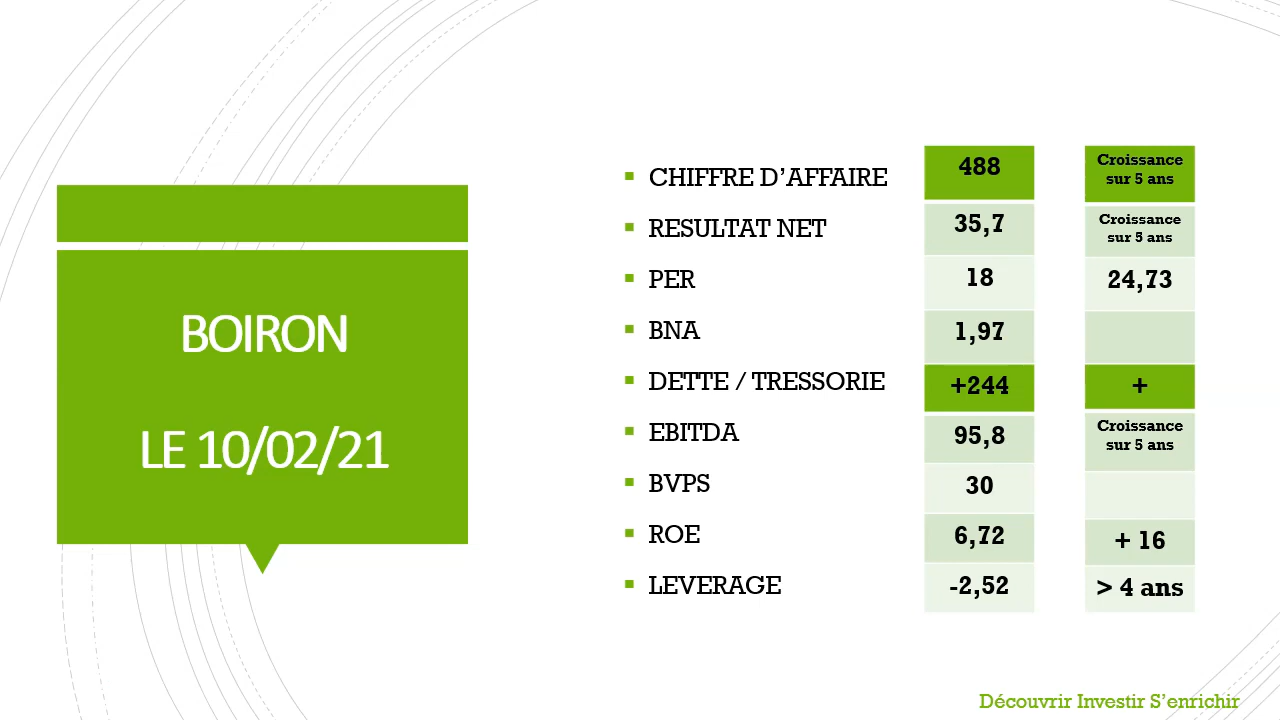 BOIRON
LE 10/02/21
CHIFFRE D'AFFAIRE 488 Croissance sur 5 ans
RESULTAT NET 35,7 Croissance sur 5 ans
PER 18 24,73
BNA 1,97
DETTE / TRESSORIE +244 +
EBITDA 95,8 Croissance sur 5 ans
BVPS 30
ROE 6,72 + 16
LEVERAGE -2,52 > 4 ans
Découvrir Investir S'enrichir